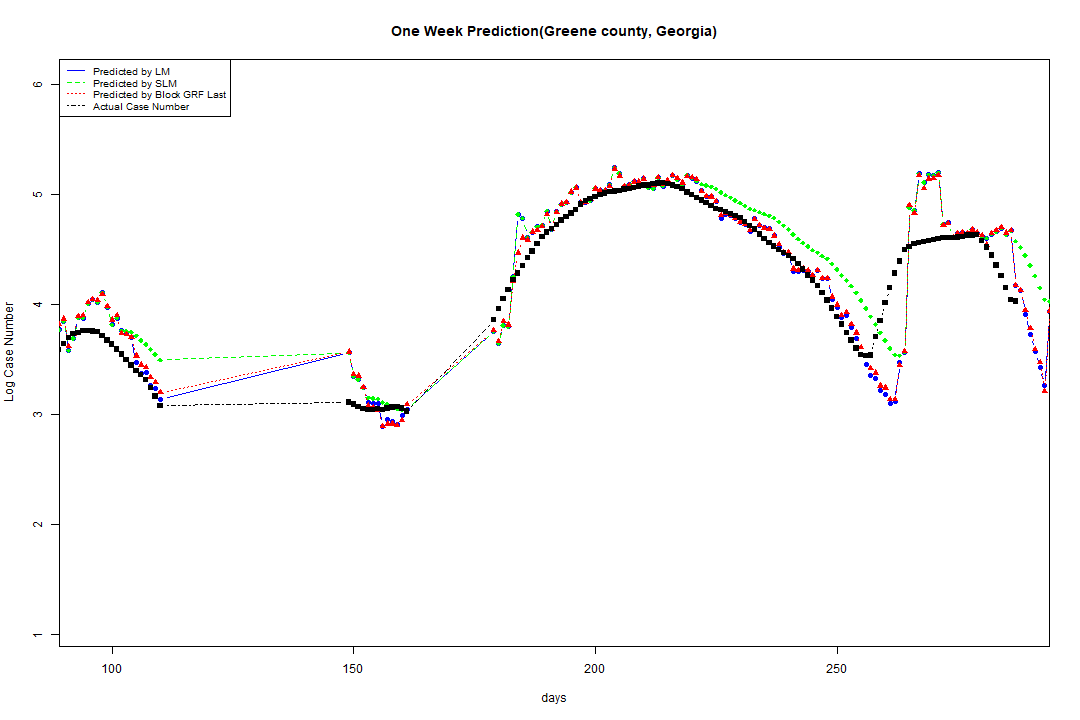 One Week Prediction(Greene county, Georgia)
Predicted by LM
Predicted by SLM
Predicted by Block GRF Last
Actual Case Number
6
5
4
3
2
1
Log Case Number
100
150
200
250
days